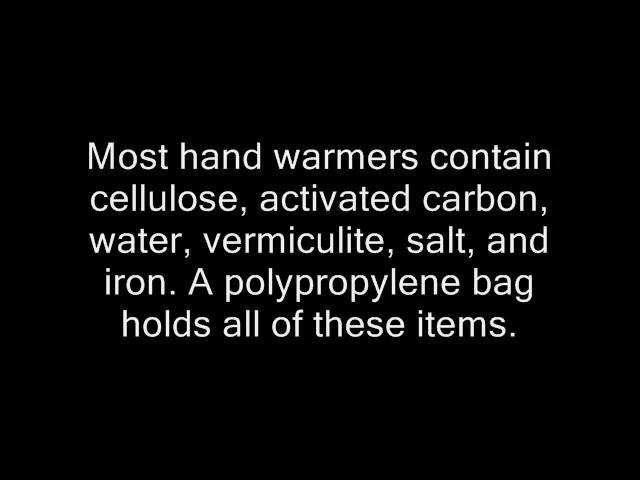 Most hand warmers contain
cellulose, activated carbon,
water, vermiculite, salt, and
iron. A polypropylene bag
holds all of these items.